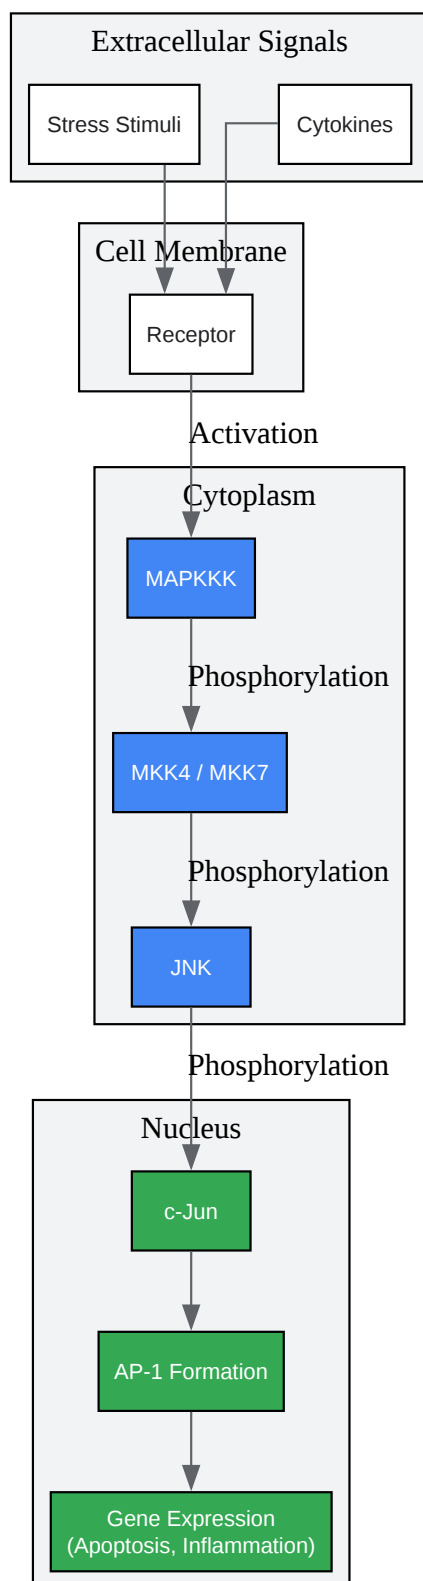 Extracellular Signals
Stress Stimuli
Cytokines
Cell Membrane
Receptor
Activation
Cytoplasm
MAPKKK
Phosphorylation
MKK4 / MKK7
Phosphorylation
JNK
Phosphorylation
Nucleus
c-Jun
AP-1 Formation
Gene Expression
(Apoptosis, Inflammation)